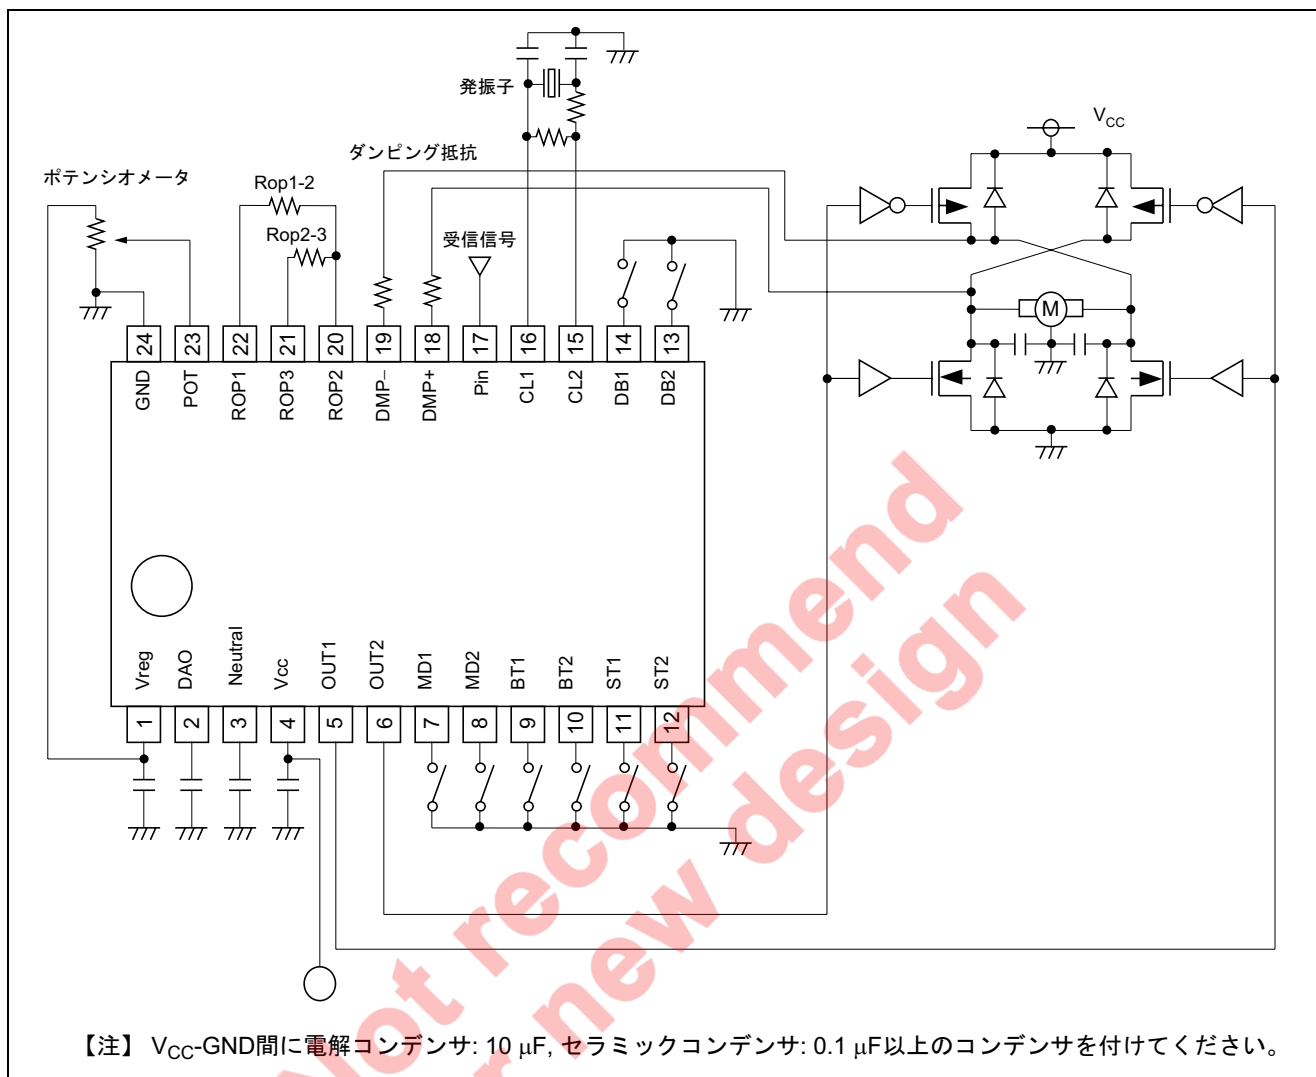 発振子
V_CC
ダンピング抵抗
ポテンシオメータ
Rop1-2
Rop2-3
受信信号
M
24 23 22 21 20 19 18 17 16 15 14 13
GND POT ROP1 ROP3 ROP2 DMP− DMP+ Pin CL1 CL2 DB1 DB2
Vreg DAO Neutral Vcc OUT1 OUT2 MD1 MD2 BT1 BT2 ST1 ST2
1 2 3 4 5 6 7 8 9 10 11 12
Not recommend
r new design
【注】 V_CC-GND間に電解コンデンサ: 10 μF, セラミックコンデンサ: 0.1 μF以上のコンデンサを付けてください。